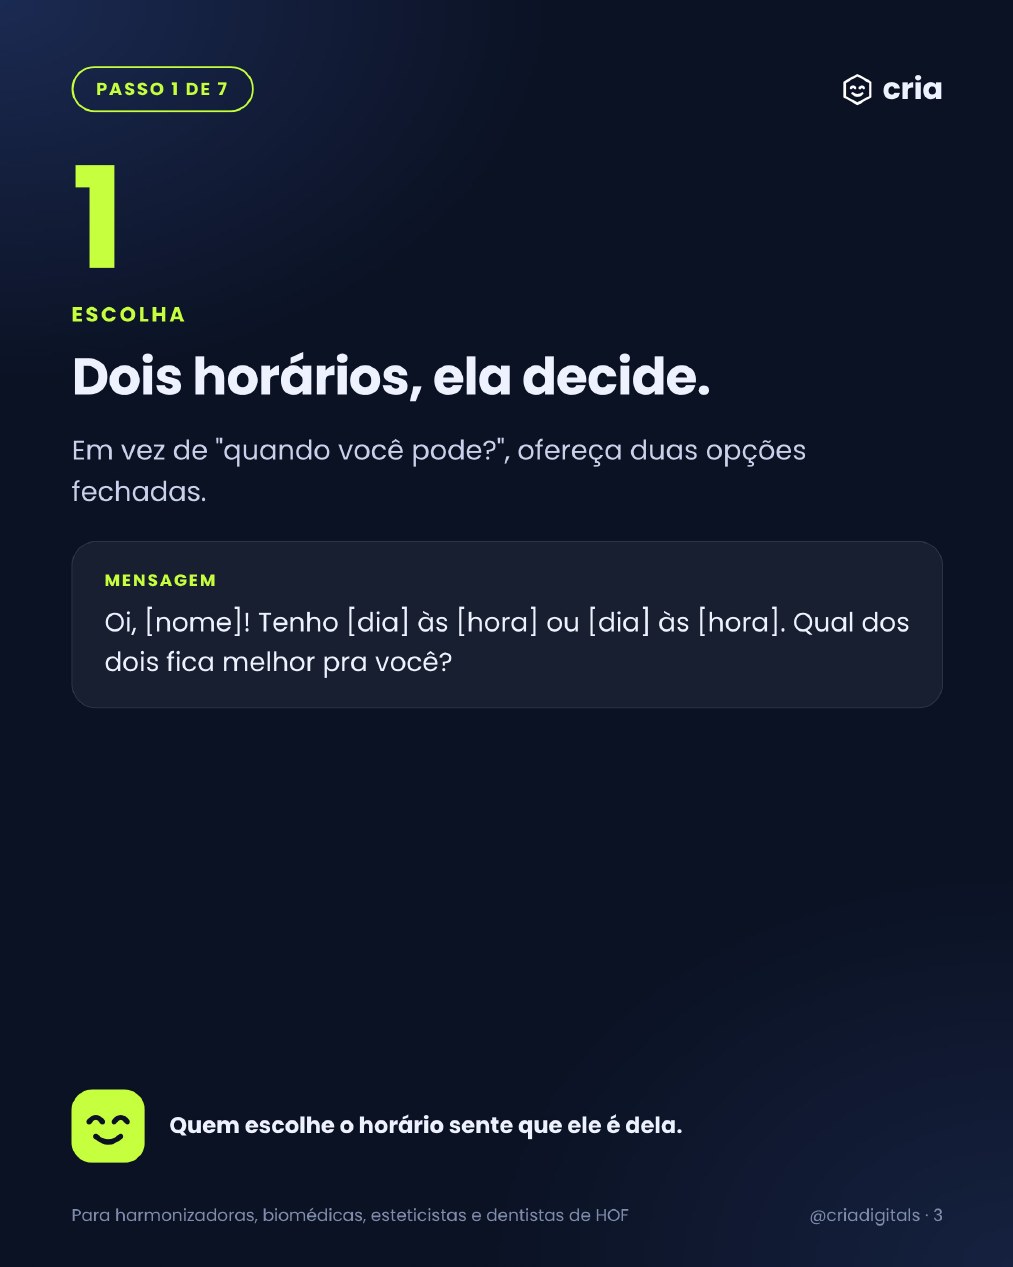 PASSO 1 DE 7
cria
1
ESCOLHA
Dois horários, ela decide.
Em vez de "quando você pode?", ofereça duas opções
fechadas.
MENSAGEM
Oi, [nome]! Tenho [dia] às [hora] ou [dia] às [hora]. Qual dos
dois fica melhor pra você?
Quem escolhe o horário sente que ele é dela.
Para harmonizadoras, biomédicas, esteticistas e dentistas de HOF
@criadigitals · 3